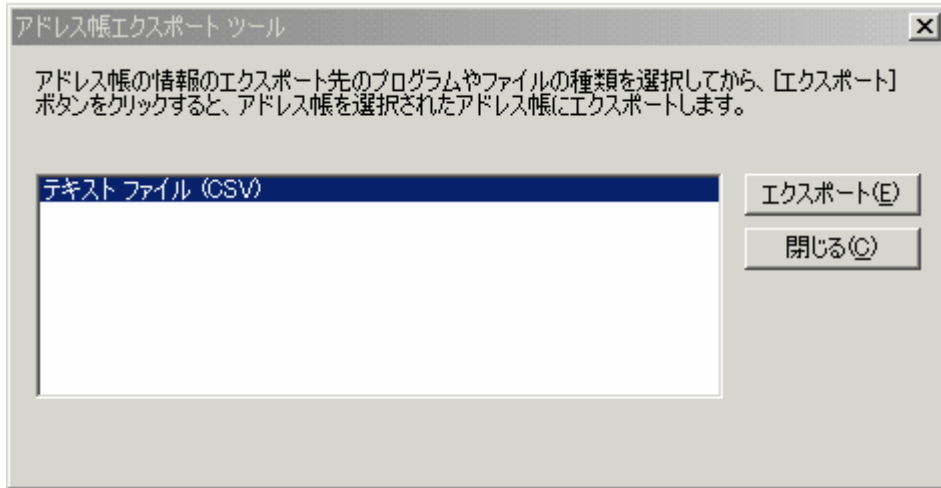 アドレス帳エクスポート ツール
アドレス帳の情報のエクスポート先のプログラムやファイルの種類を選択してから、[エクスポート]
ボタンをクリックすると、アドレス帳を選択されたアドレス帳にエクスポートします。
テキスト ファイル (CSV)
エクスポート(E)
閉じる(C)